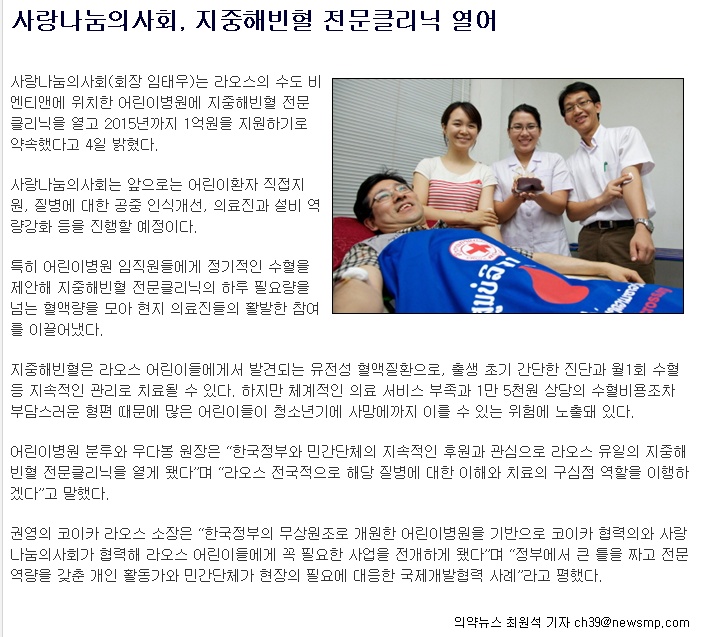 사랑나눔의사회, 지중해빈혈 전문클리닉 열어
사랑나눔의사회(회장 임태우)는 라오스의 수도 비
엔티앤에 위치한 어린이병원에 지중해빈혈 전문
클리닉을 열고 2015년까지 1억원을 지원하기로
약속했다고 4일 밝혔다.
사랑나눔의사회는 앞으로는 어린이환자 직접지
원, 질병에 대한 공중 인식개선, 의료진과 설비 역
량강화 등을 진행할 예정이다.
특히 어린이병원 임직원들에게 정기적인 수혈을
제안해 지중해빈혈 전문클리닉의 하루 필요량을
넘는 혈액량을 모아 현지 의료진들의 활발한 참여
를 이끌어냈다.
지중해빈혈은 라오스 어린이들에게서 발견되는 유전성 혈액질환으로, 출생 초기 간단한 진단과 월1회 수혈
등 지속적인 관리로 치료될 수 있다. 하지만 체계적인 의료 서비스 부족과 1만 5천원 상당의 수혈비용조차
부담스러운 형편 때문에 많은 어린이들이 청소년기에 사망에까지 이를 수 있는 위험에 노출돼 있다.
어린이병원 분루와 우다봉 원장은 “한국정부와 민간단체의 지속적인 후원과 관심으로 라오스 유일의 지중해
빈혈 전문클리닉을 열게 됐다”며 “라오스 전국적으로 해당 질병에 대한 이해와 치료의 구심점 역할을 이행하
겠다”고 말했다.
권영의 코이카 라오스 소장은 “한국정부의 무상원조로 개원한 어린이병원을 기반으로 코이카 협력의와 사랑
나눔의사회가 협력해 라오스 어린이들에게 꼭 필요한 사업을 전개하게 됐다”며 “정부에서 큰 틀을 짜고 전문
역량을 갖춘 개인 활동가와 민간단체가 현장의 필요에 대응한 국제개발협력 사례”라고 평했다.
의약뉴스 최원석 기자 ch39@newsmp.com